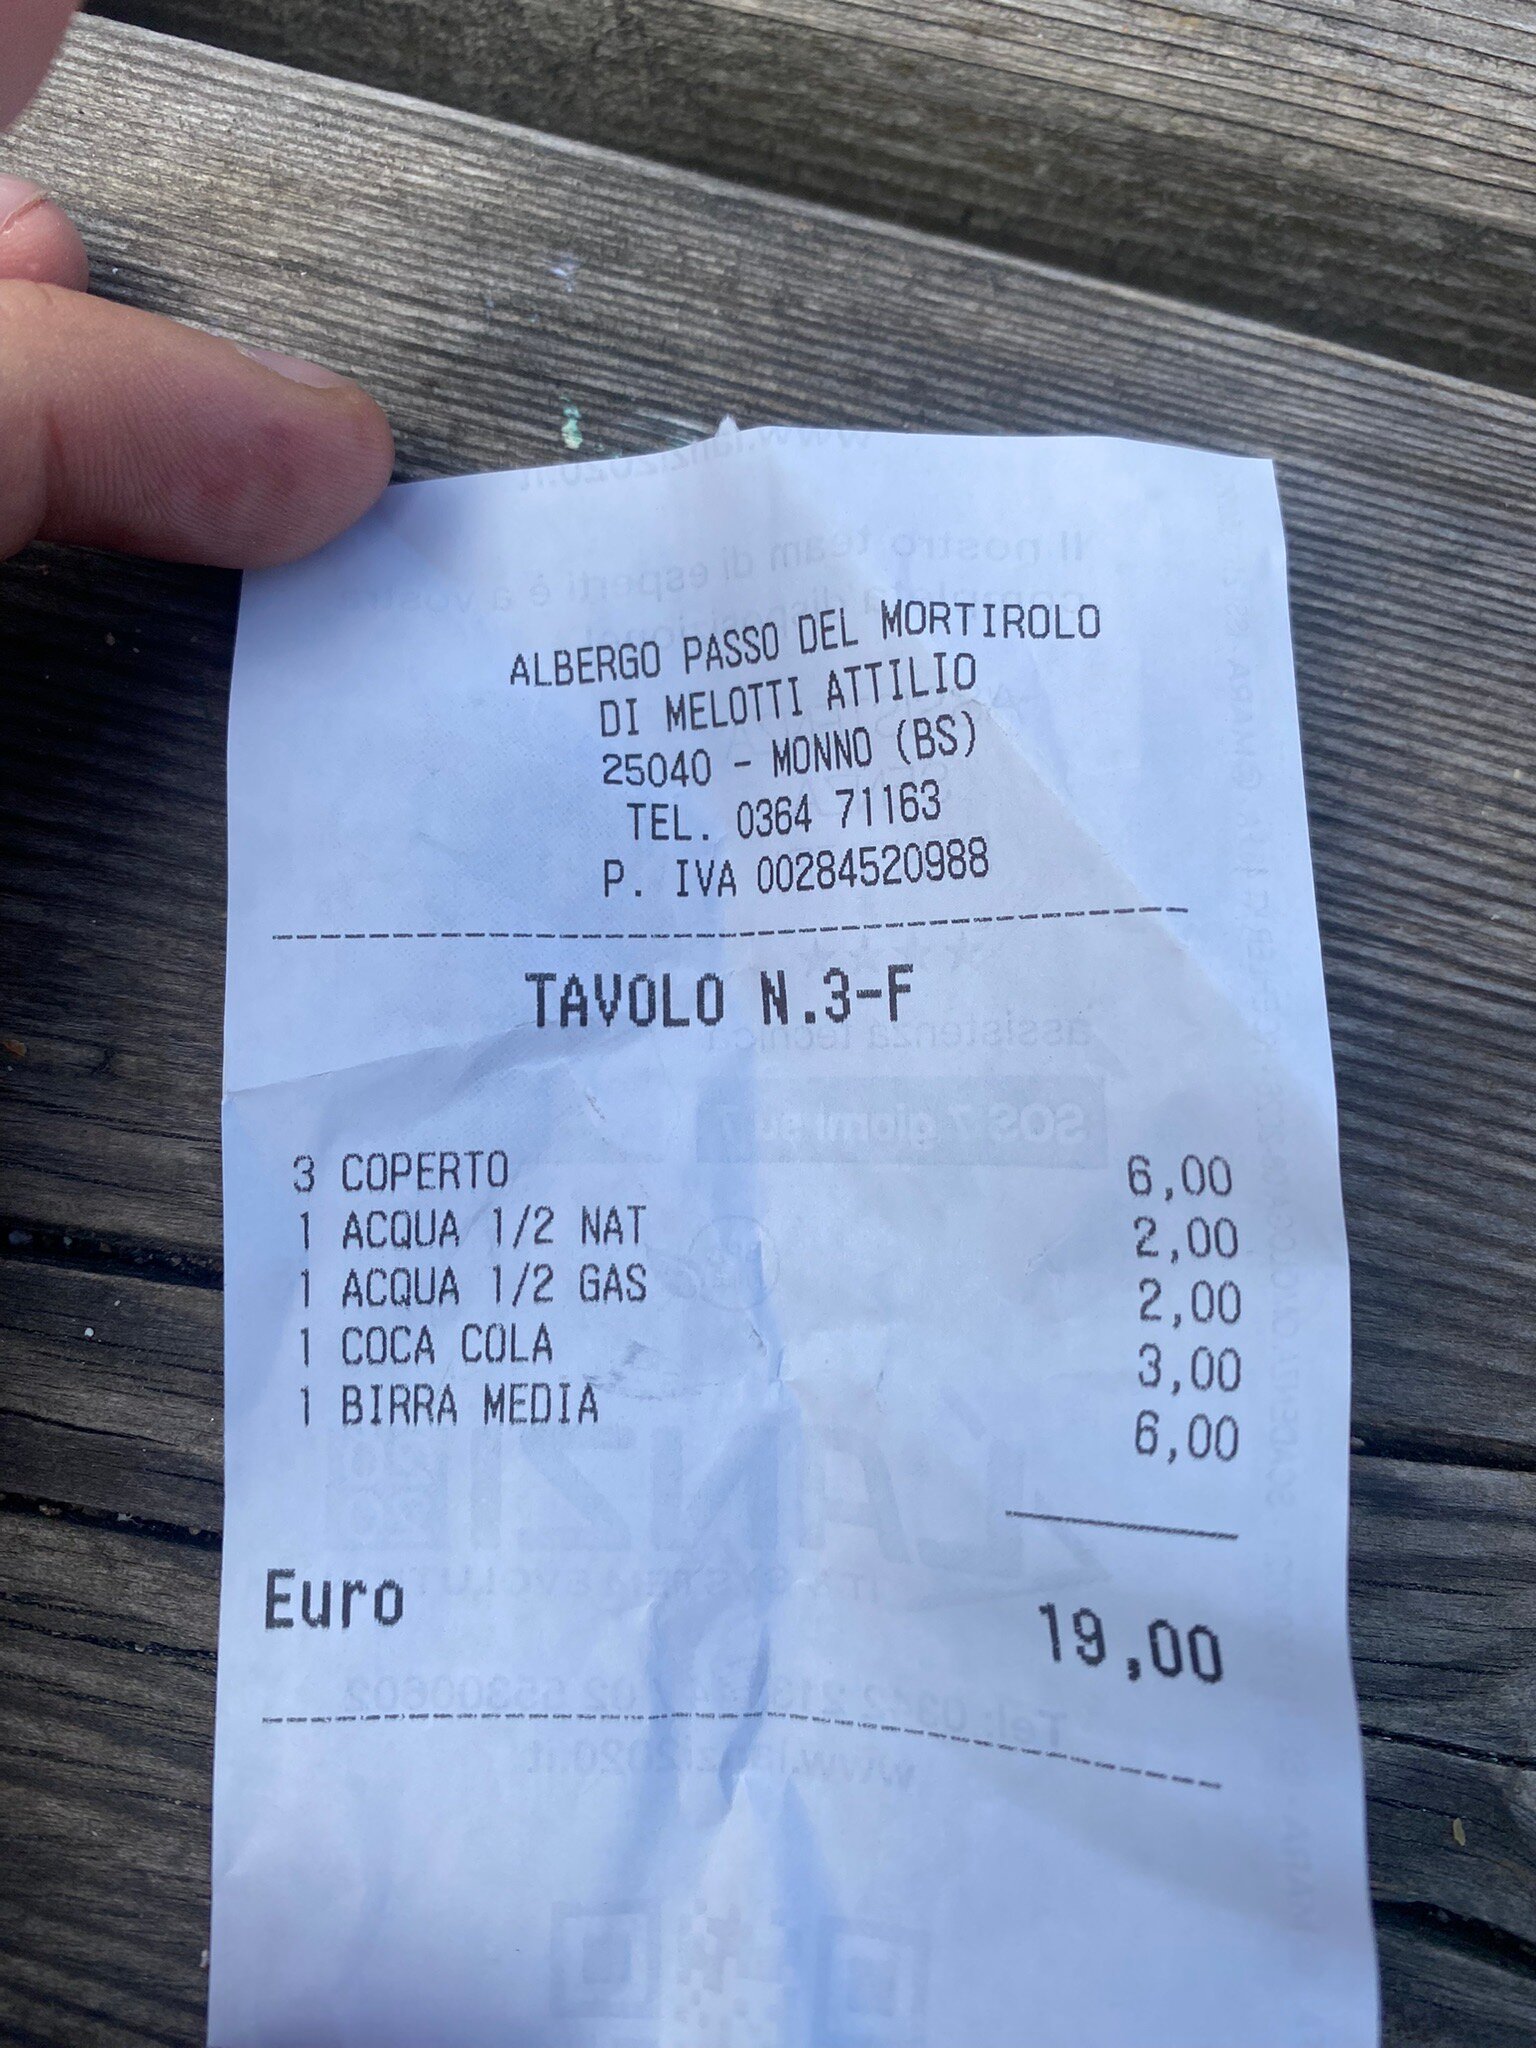 ALBERGO PASSO DEL MORTIROLO
DI MELOTTI ATTILIO
25040 - MONNO (BS)
TEL. 0364 71163
P. IVA 00284520988
TAVOLO N.3-F
3 COPERTO 6,00
1 ACQUA 1/2 NAT 2,00
1 ACQUA 1/2 GAS 2,00
1 COCA COLA 3,00
1 BIRRA MEDIA 6,00
Euro 19,00